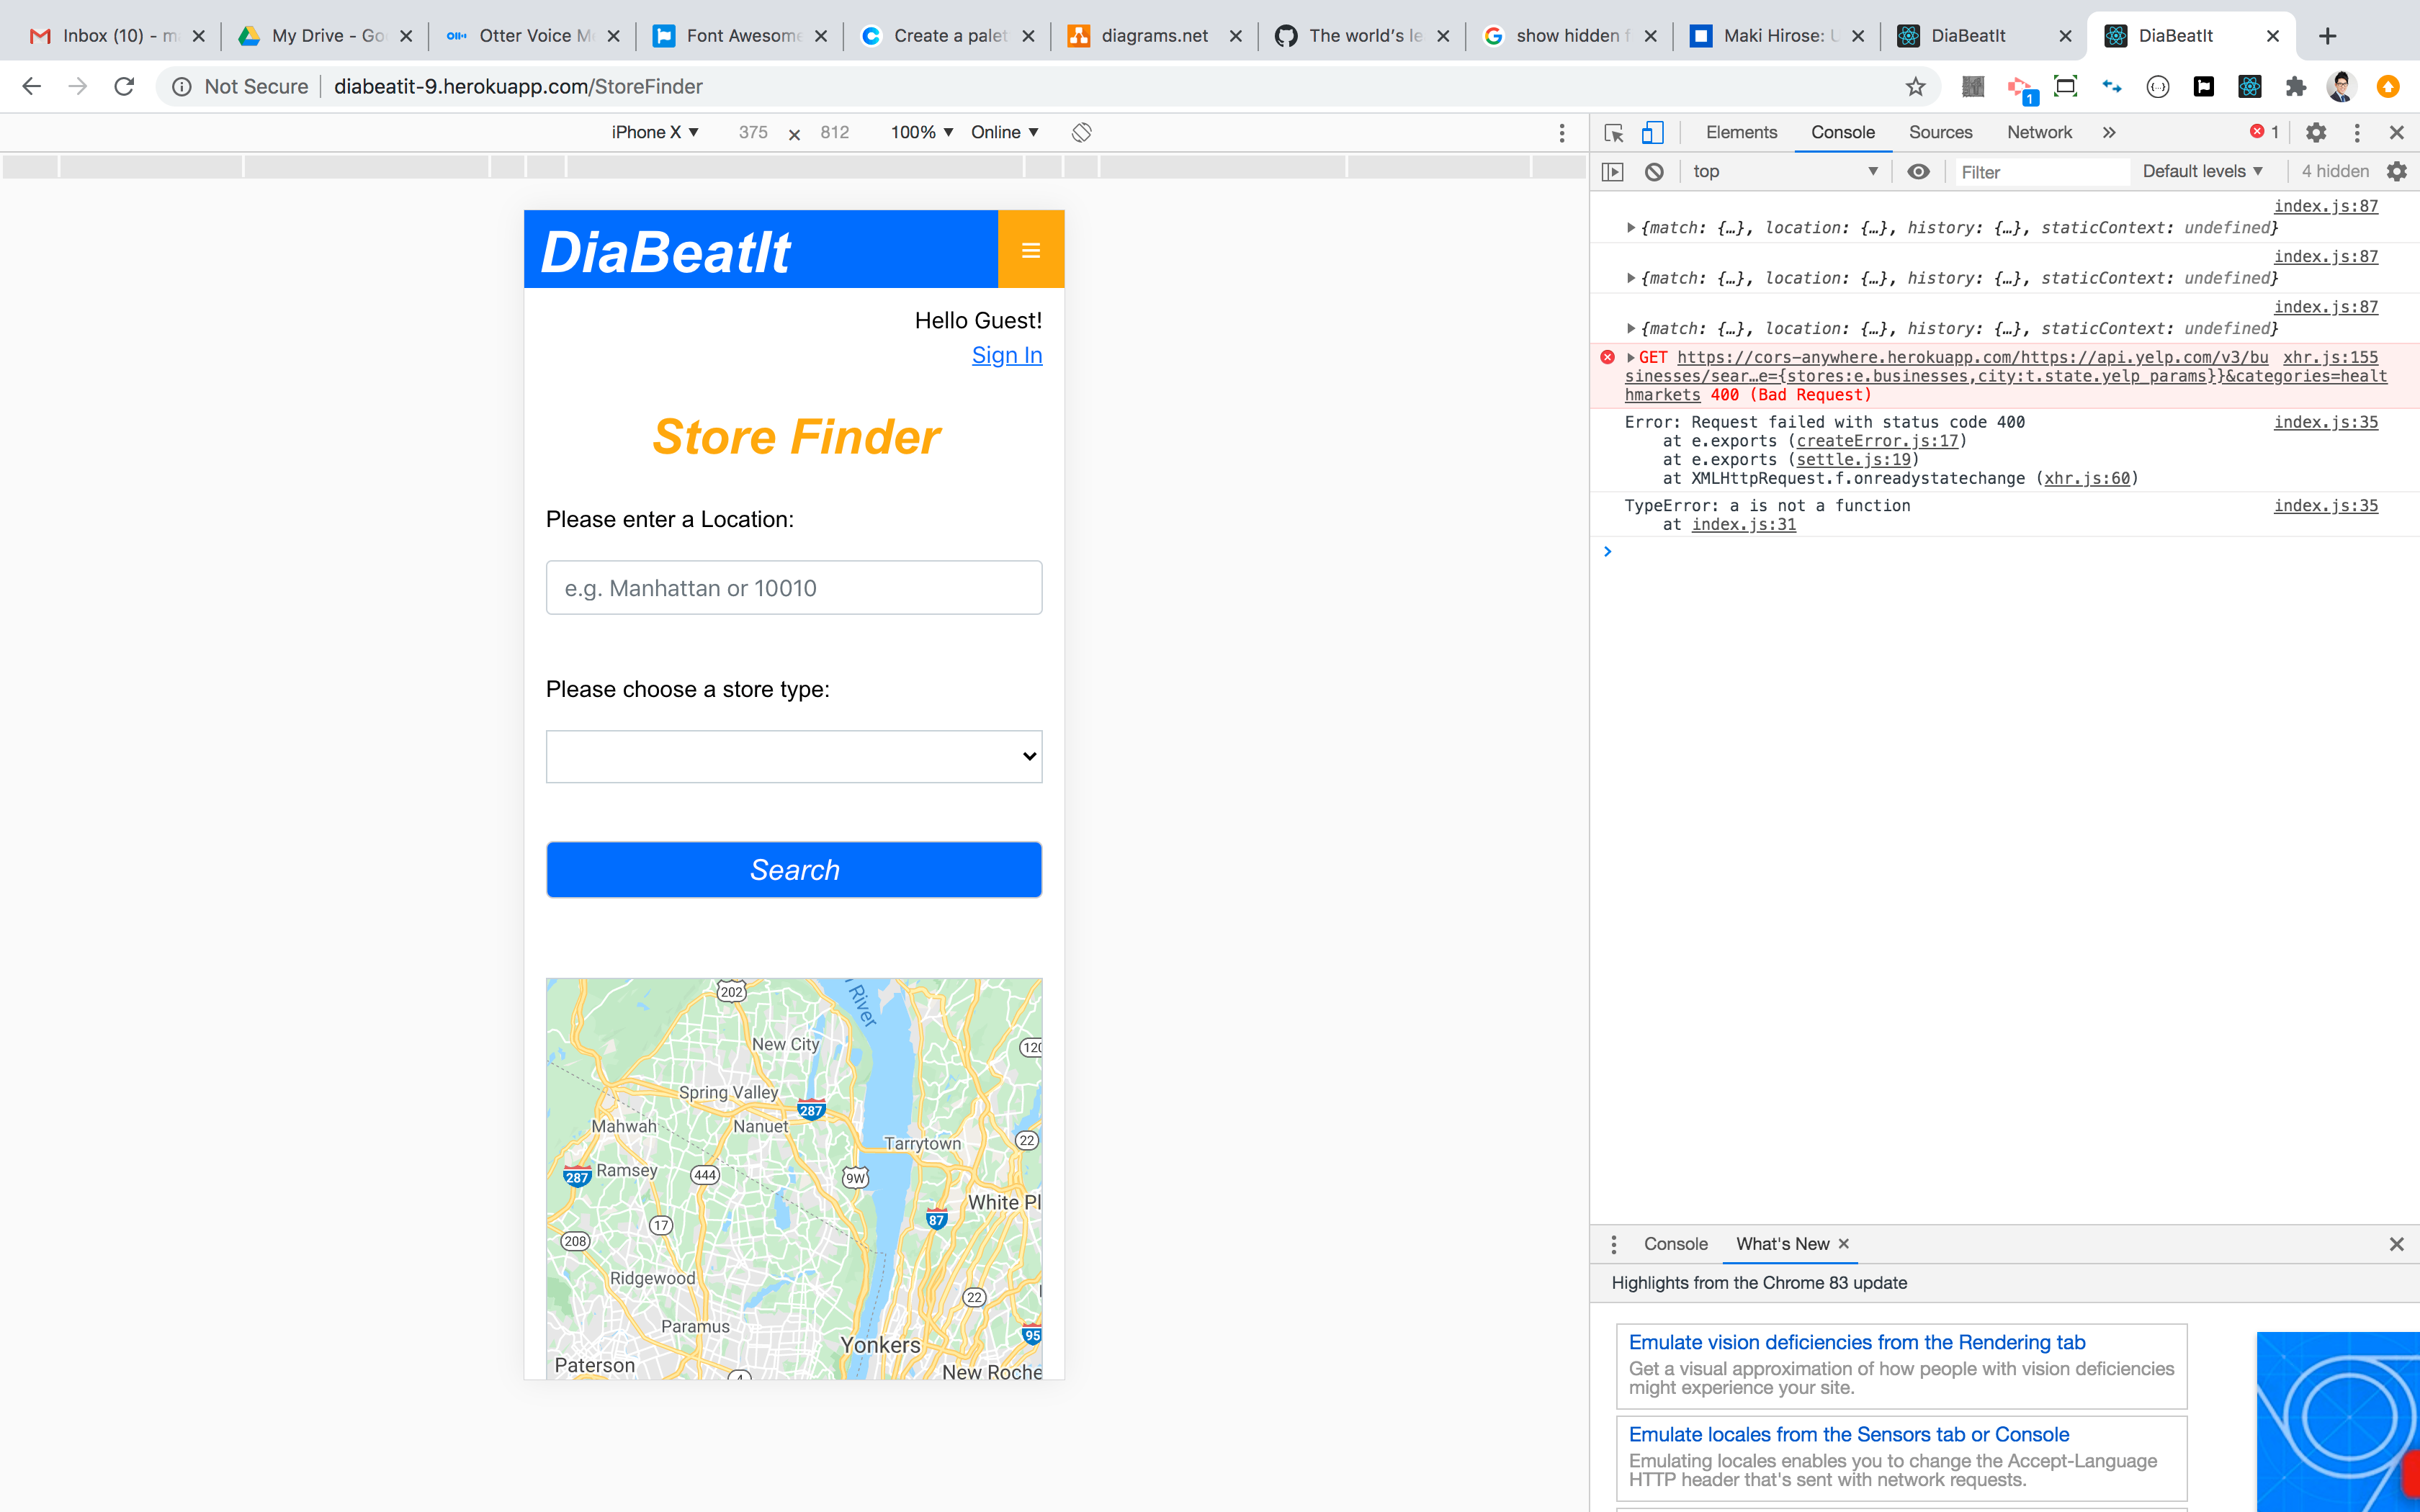 Inbox (10) - m
My Drive - Go
Otter Voice M
Font Awesome
Create a palet
diagrams.net
The world's le
show hidden f
Maki Hirose: U
DiaBeatIt
DiaBeatIt
Not Secure | diabeatit-9.herokuapp.com/StoreFinder
1
iPhone X ▼ 375 x 812 100% ▼ Online ▼
Elements Console Sources Network » 1
top ▼ Filter Default levels ▼ 4 hidden
DiaBeatIt
Hello Guest!
Sign In
Store Finder
Please enter a Location:
e.g. Manhattan or 10010
Please choose a store type:
Search
202
River
New City
120
Spring Valley
287
Mahwah
Nanuet
Tarrytown
22
287
Ramsey
444
9W
White Pl
17
87
208
Ridgewood
22
Paramus
95
Yonkers
Paterson
4
New Roche
index.js:87
▶{match: {…}, location: {…}, history: {…}, staticContext: undefined}
index.js:87
▶{match: {…}, location: {…}, history: {…}, staticContext: undefined}
index.js:87
▶{match: {…}, location: {…}, history: {…}, staticContext: undefined}
▶GET https://cors-anywhere.herokuapp.com/https://api.yelp.com/v3/bu xhr.js:155
sinesses/sear…e={stores:e.businesses,city:t.state.yelp_params}}&categories=healt
hmarkets 400 (Bad Request)
Error: Request failed with status code 400 index.js:35
at e.exports (createError.js:17)
at e.exports (settle.js:19)
at XMLHttpRequest.f.onreadystatechange (xhr.js:60)
TypeError: a is not a function index.js:35
at index.js:31
Console What's New
Highlights from the Chrome 83 update
Emulate vision deficiencies from the Rendering tab
Get a visual approximation of how people with vision deficiencies
might experience your site.
Emulate locales from the Sensors tab or Console
Emulating locales enables you to change the Accept-Language
HTTP header that's sent with network requests.